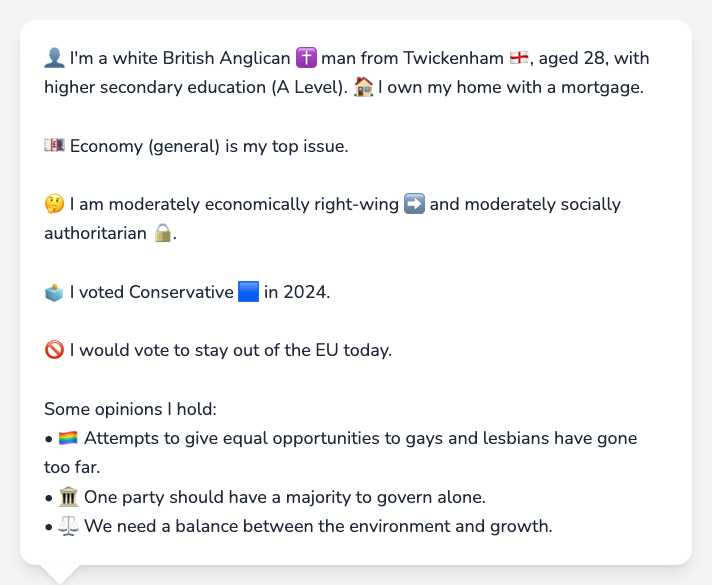 👤 I'm a white British Anglican ✝️ man from Twickenham 🏴󠁧󠁢󠁥󠁮󠁧󠁿, aged 28, with
higher secondary education (A Level). 🏠 I own my home with a mortgage.
💷 Economy (general) is my top issue.
🤔 I am moderately economically right-wing ➡️ and moderately socially
authoritarian 🔒.
🗳️ I voted Conservative 🟦 in 2024.
🚫 I would vote to stay out of the EU today.
Some opinions I hold:
• 🏳️‍🌈 Attempts to give equal opportunities to gays and lesbians have gone
too far.
• 🏛️ One party should have a majority to govern alone.
• ⚖️ We need a balance between the environment and growth.